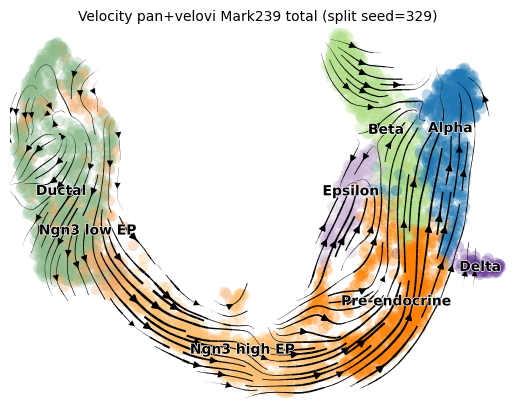 Velocity pan+velovi Mark239 total (split seed=329)
Beta
Alpha
Ductal
Epsilon
Ngn3 low EP
Delta
Pre-endocrine
Ngn3 high EP